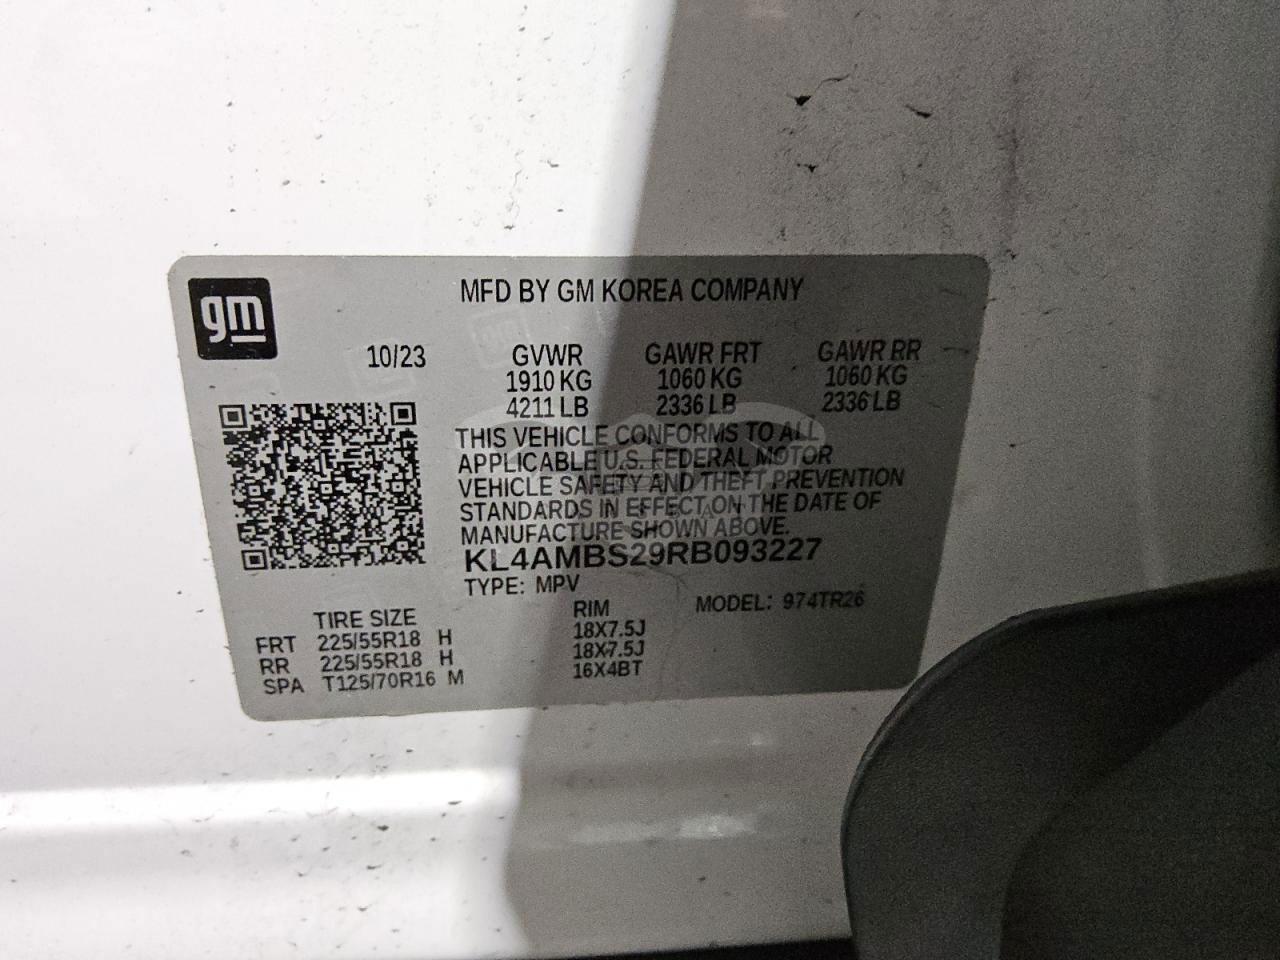 gm
MFD BY GM KOREA COMPANY
10/23 GVWR GAWR FRT GAWR RR
1910 KG 1060 KG 1060 KG
4211 LB 2336 LB 2336 LB
THIS VEHICLE CONFORMS TO ALL
APPLICABLE U.S. FEDERAL MOTOR
VEHICLE SAFETY AND THEFT PREVENTION
STANDARDS IN EFFECT ON THE DATE OF
MANUFACTURE SHOWN ABOVE.
KL4AMBS29RB093227
TYPE: MPV
TIRE SIZE RIM MODEL: 974TR26
FRT 225/55R18 H 18X7.5J
RR 225/55R18 H 18X7.5J
SPA T125/70R16 M 16X4BT